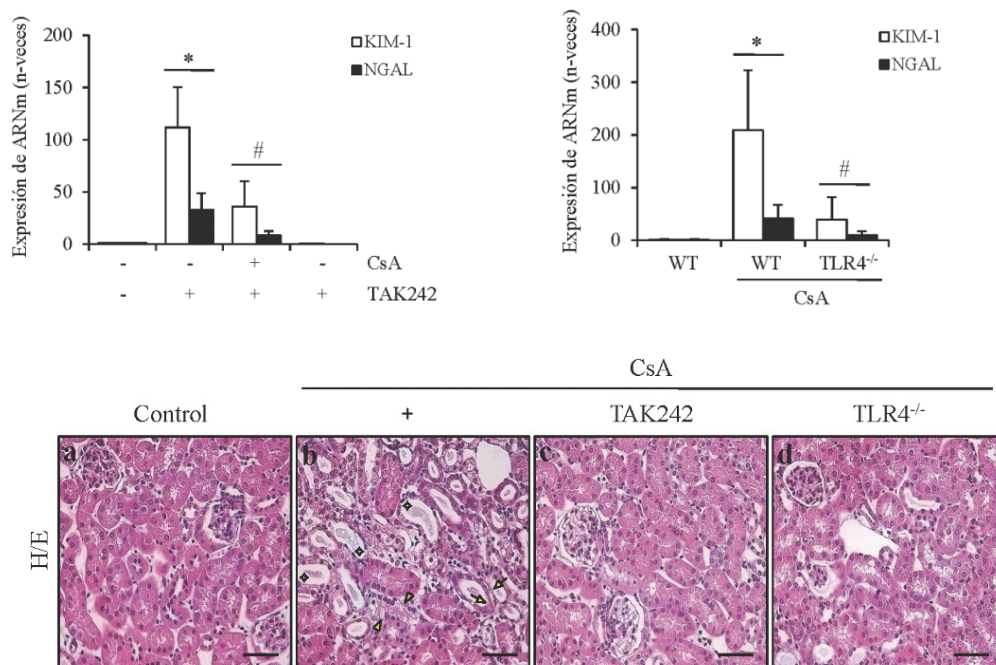 Expresión de ARNm (n-veces)
200
150
100
50
0
KIM-1
NGAL
*
#
- - + - CsA
- + + + TAK242
Expresión de ARNm (n-veces)
400
300
200
100
0
KIM-1
NGAL
*
#
WT WT TLR4-/-
CsA
CsA
Control + TAK242 TLR4-/-
H/E
a b c d